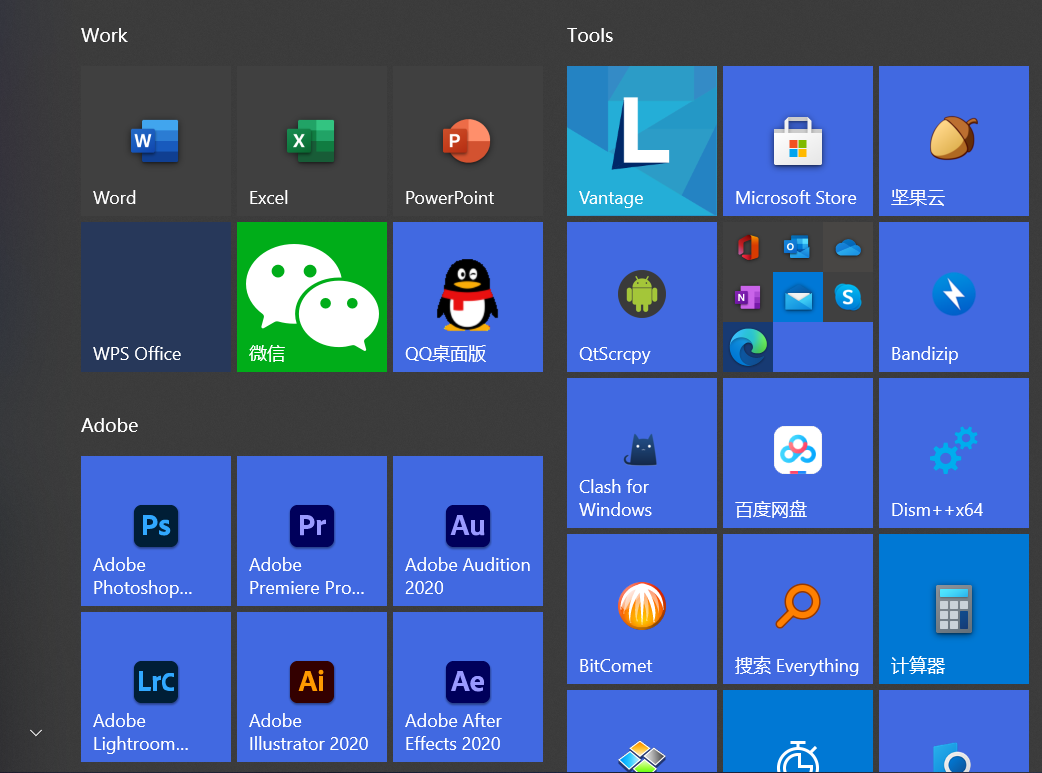 Work
Word
Excel
PowerPoint
WPS Office
微信
QQ桌面版
Adobe
Ps
Adobe
Photoshop...
Pr
Adobe
Premiere Pro...
Au
Adobe Audition
2020
LrC
Adobe
Lightroom...
Ai
Adobe
Illustrator 2020
Ae
Adobe After
Effects 2020
Tools
Vantage
Microsoft Store
坚果云
QtScrcpy
Bandizip
Clash for
Windows
百度网盘
Dism++x64
BitComet
搜索 Everything
计算器